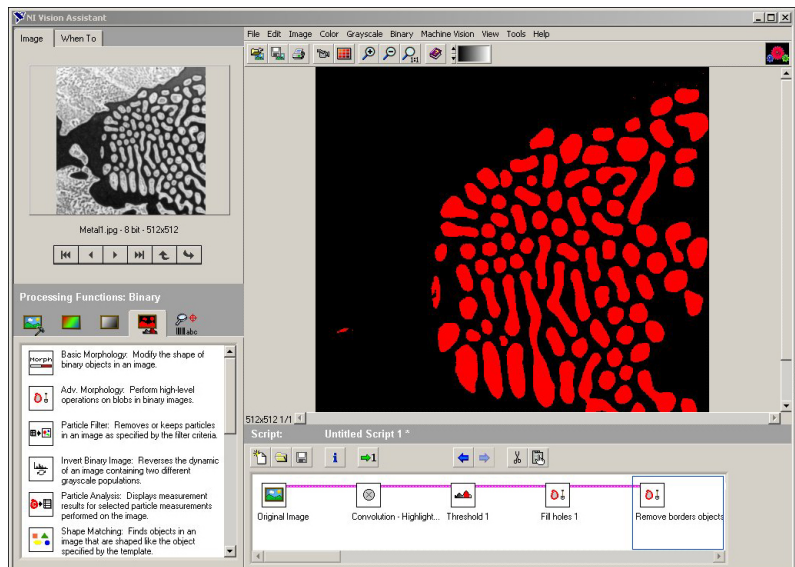 NI Vision Assistant
Image When To
File Edit Image Color Grayscale Binary Machine Vision View Tools Help
1:1
Metal1.jpg - 8 bit - 512x512
Processing Functions: Binary
abc
Morph
Basic Morphology: Modify the shape of
binary objects in an image.
Adv. Morphology: Perform high-level
operations on blobs in binary images.
Particle Filter: Removes or keeps particles
in an image as specified by the filter criteria.
Invert Binary Image: Reverses the dynamic
of an image containing two different
grayscale populations.
Particle Analysis: Displays measurement
results for selected particle measurements
performed on the image.
Shape Matching: Finds objects in an
image that are shaped like the object
specified by the template.
512x512 1/1
Script: Untitled Script 1 *
i
1
Original Image
Convolution - Highlight...
Threshold 1
Fill holes 1
Remove borders objects